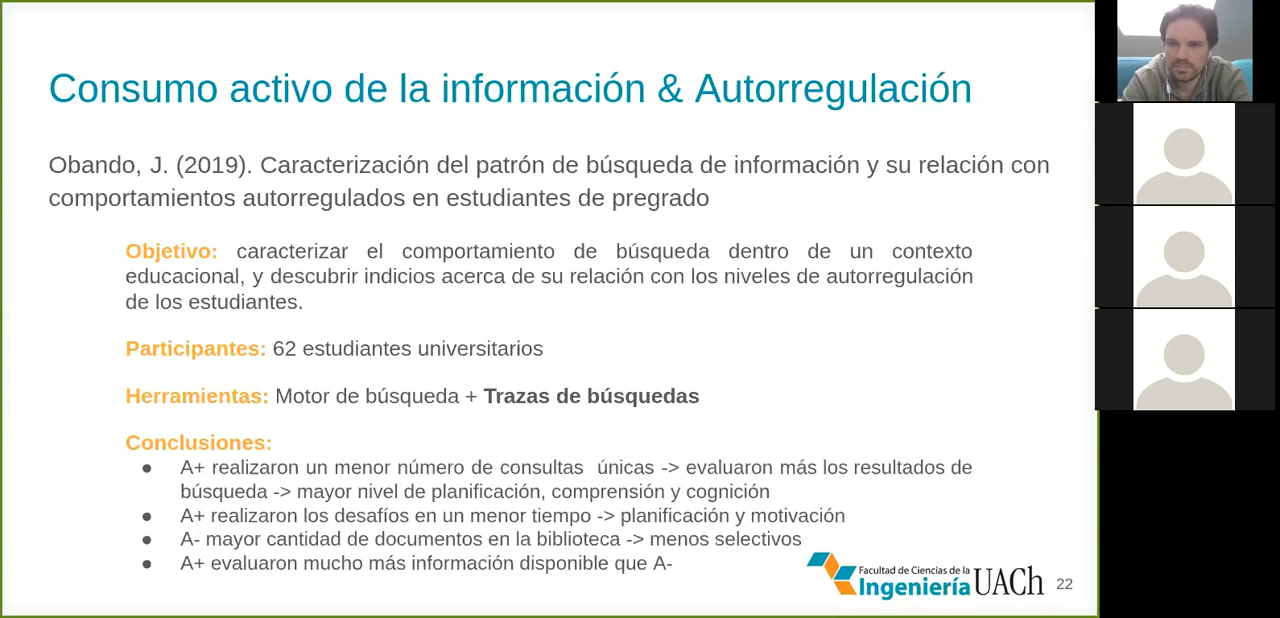 Consumo activo de la información & Autorregulación
Obando, J. (2019). Caracterización del patrón de búsqueda de información y su relación con
comportamientos autorregulados en estudiantes de pregrado
Objetivo: caracterizar el comportamiento de búsqueda dentro de un contexto
educacional, y descubrir indicios acerca de su relación con los niveles de autorregulación
de los estudiantes.
Participantes: 62 estudiantes universitarios
Herramientas: Motor de búsqueda + Trazas de búsquedas
Conclusiones:
● A+ realizaron un menor número de consultas únicas -> evaluaron más los resultados de
búsqueda -> mayor nivel de planificación, comprensión y cognición
● A+ realizaron los desafíos en un menor tiempo -> planificación y motivación
● A- mayor cantidad de documentos en la biblioteca -> menos selectivos
● A+ evaluaron mucho más información disponible que A-
Facultad de Ciencias de la
Ingeniería UACh
22